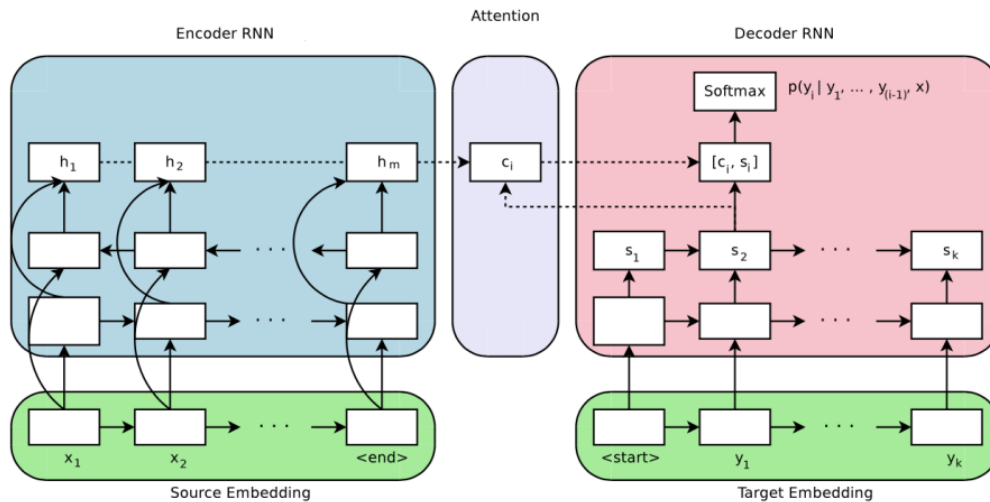 Attention
Encoder RNN
Decoder RNN
Softmax
p(y_i | y_1, ... , y_(i-1), x)
h_1
h_2
h_m
c_i
[c_i, s_i]
· · ·
s_1
s_2
· · ·
s_k
· · ·
· · ·
· · ·
· · ·
x_1
x_2
<end>
<start>
y_1
y_k
Source Embedding
Target Embedding